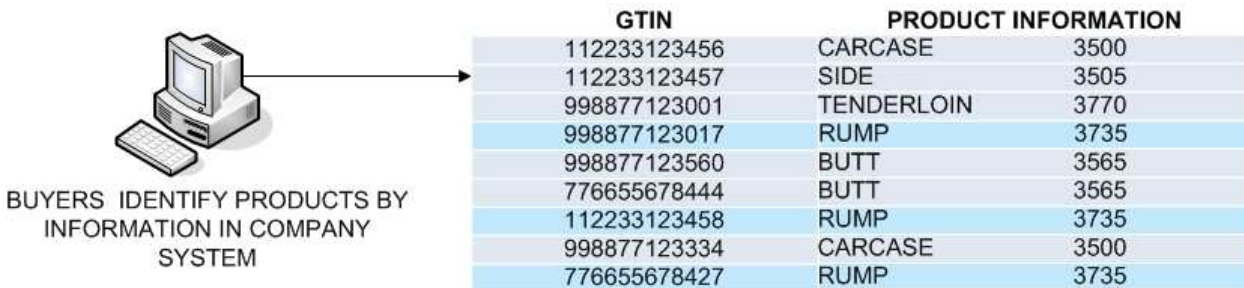 GTIN PRODUCT INFORMATION
112233123456 CARCASE 3500
112233123457 SIDE 3505
998877123001 TENDERLOIN 3770
998877123017 RUMP 3735
998877123560 BUTT 3565
776655678444 BUTT 3565
112233123458 RUMP 3735
998877123334 CARCASE 3500
776655678427 RUMP 3735
BUYERS IDENTIFY PRODUCTS BY
INFORMATION IN COMPANY
SYSTEM